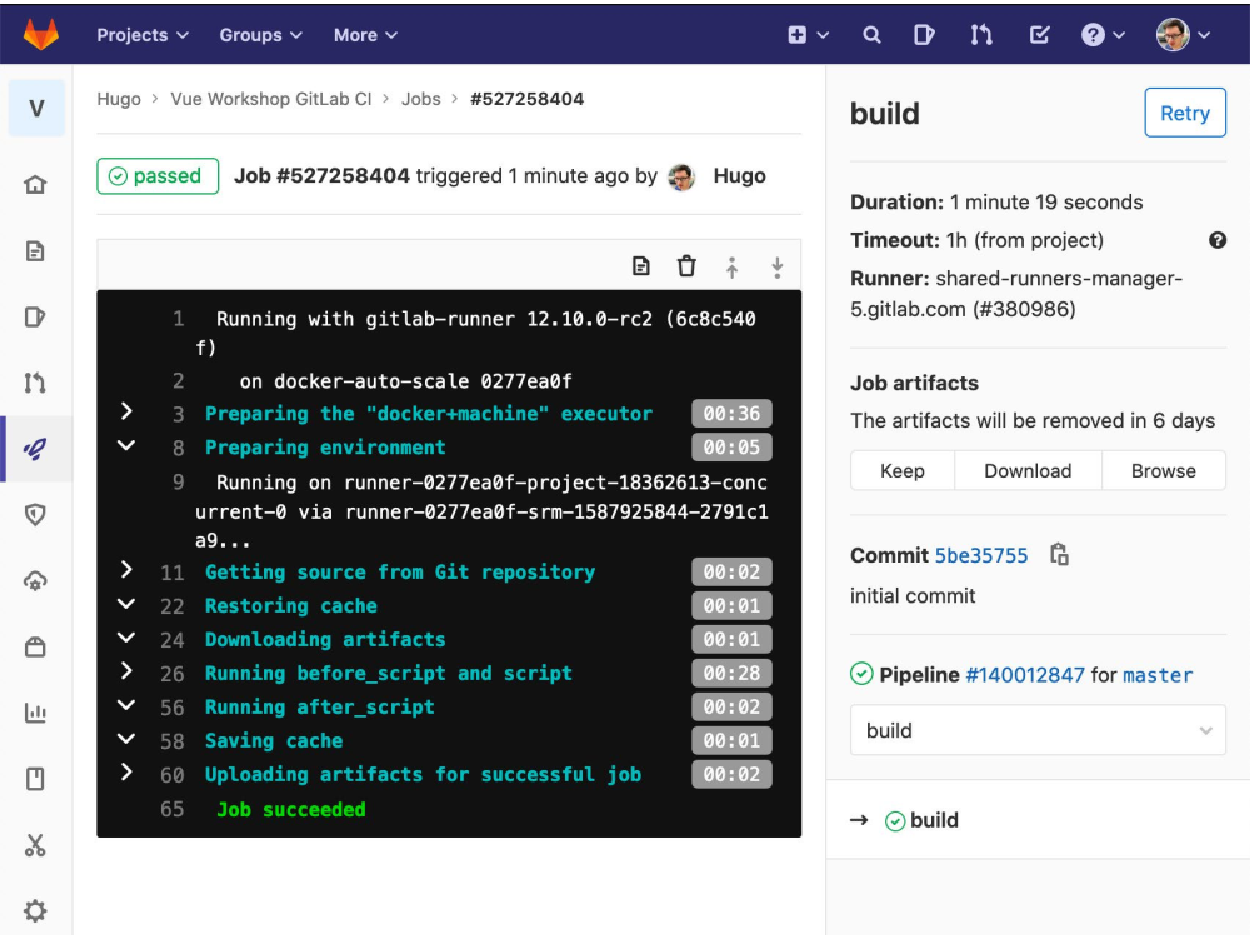 Projects Groups More
V
Hugo > Vue Workshop GitLab CI > Jobs > #527258404
passed Job #527258404 triggered 1 minute ago by Hugo
1 Running with gitlab-runner 12.10.0-rc2 (6c8c540
f)
2 on docker-auto-scale 0277ea0f
3 Preparing the "docker+machine" executor 00:36
8 Preparing environment 00:05
9 Running on runner-0277ea0f-project-18362613-conc
urrent-0 via runner-0277ea0f-srm-1587925844-2791c1
a9...
11 Getting source from Git repository 00:02
22 Restoring cache 00:01
24 Downloading artifacts 00:01
26 Running before_script and script 00:28
56 Running after_script 00:02
58 Saving cache 00:01
60 Uploading artifacts for successful job 00:02
65 Job succeeded
build Retry
Duration: 1 minute 19 seconds
Timeout: 1h (from project)
Runner: shared-runners-manager-
5.gitlab.com (#380986)
Job artifacts
The artifacts will be removed in 6 days
Keep Download Browse
Commit 5be35755
initial commit
Pipeline #140012847 for master
build
→ build